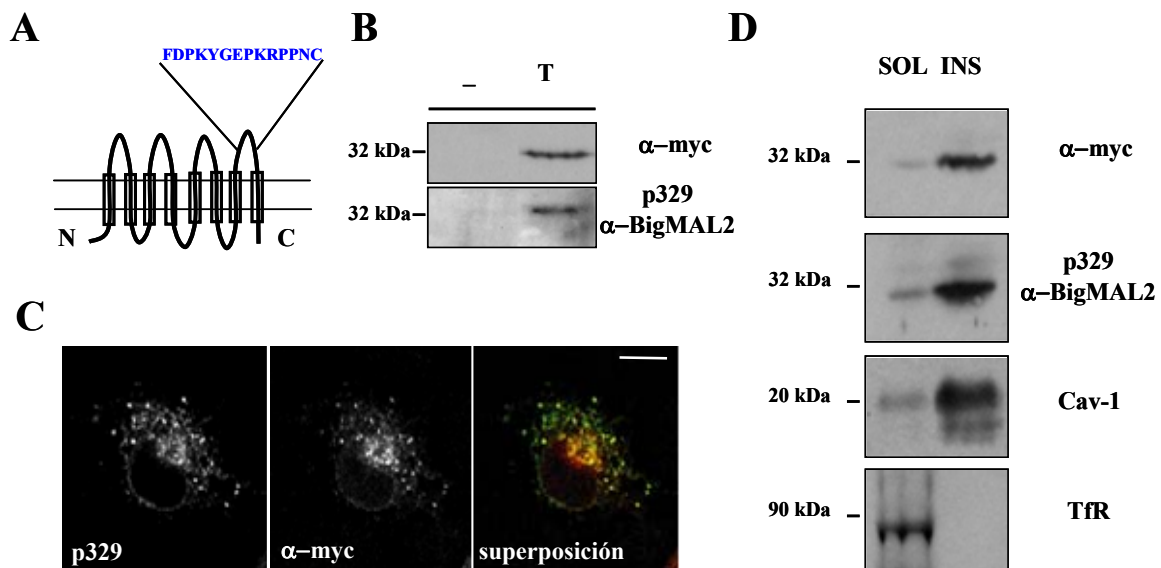 A
FDPKYGEPKRPPNC
N
C
B
–
T
32 kDa
α–myc
32 kDa
p329
α–BigMAL2
C
p329
α–myc
superposición
D
SOL INS
32 kDa
α–myc
32 kDa
p329
α–BigMAL2
20 kDa
Cav-1
90 kDa
TfR